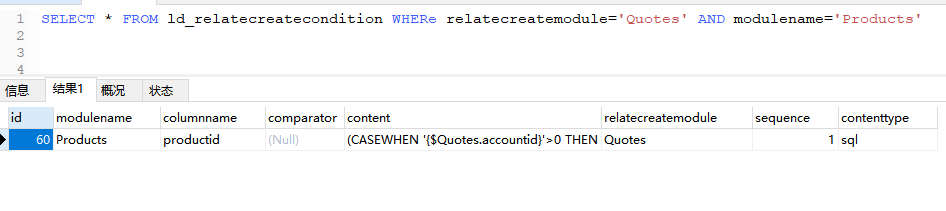 1 SELECT * FROM ld_relatecreatecondition WHERe relatecreatemodule='Quotes' AND modulename='Products'
2
3
4
信息 结果1 概况 状态
id modulename columnname comparator content relatecreatemodule sequence contenttype
60 Products productid (Null) (CASEWHEN '{$Quotes.accountid}'>0 THEN Quotes 1 sql